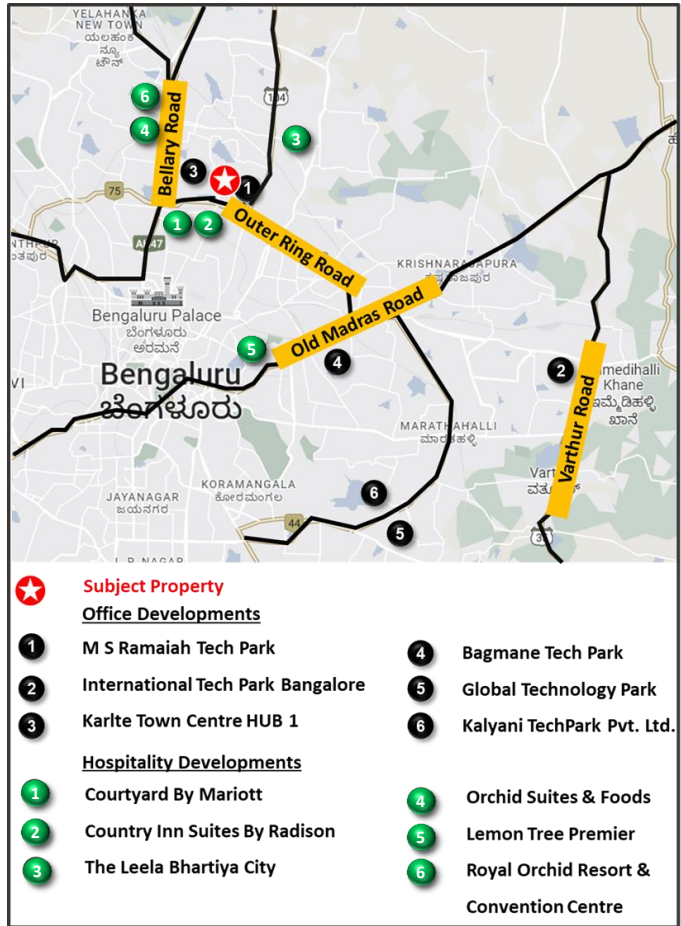 YELAHANKA
NEW TOWN
ಯಲಹಂಕ
ನ್ಯೂ
ಟೌನ್
6
4
Bellary Road
104
3
3
1
75
1
2
Outer Ring Road
AH47
KRISHNARAJAPURA
Bengaluru Palace
ಬೆಂಗಳೂರು
ಅರಮನೆ
Old Madras Road
5
4
Bengaluru
ಬೆಂಗಳೂರು
2
medihalli
Khane
ಇಮ್ಮೆಡಿಹಳ್ಳಿ
ಖಾನೆ
Varthur Road
MARATHAHALLI
KORAMANGALA
ಕೋರಮಂಗಲ
JAYANAGAR
ಜಯನಗರ
6
44
5
Subject Property
Office Developments
1 M S Ramaiah Tech Park
2 International Tech Park Bangalore
3 Karlte Town Centre HUB 1
4 Bagmane Tech Park
5 Global Technology Park
6 Kalyani TechPark Pvt. Ltd.
Hospitality Developments
1 Courtyard By Mariott
2 Country Inn Suites By Radison
3 The Leela Bhartiya City
4 Orchid Suites & Foods
5 Lemon Tree Premier
6 Royal Orchid Resort &
Convention Centre